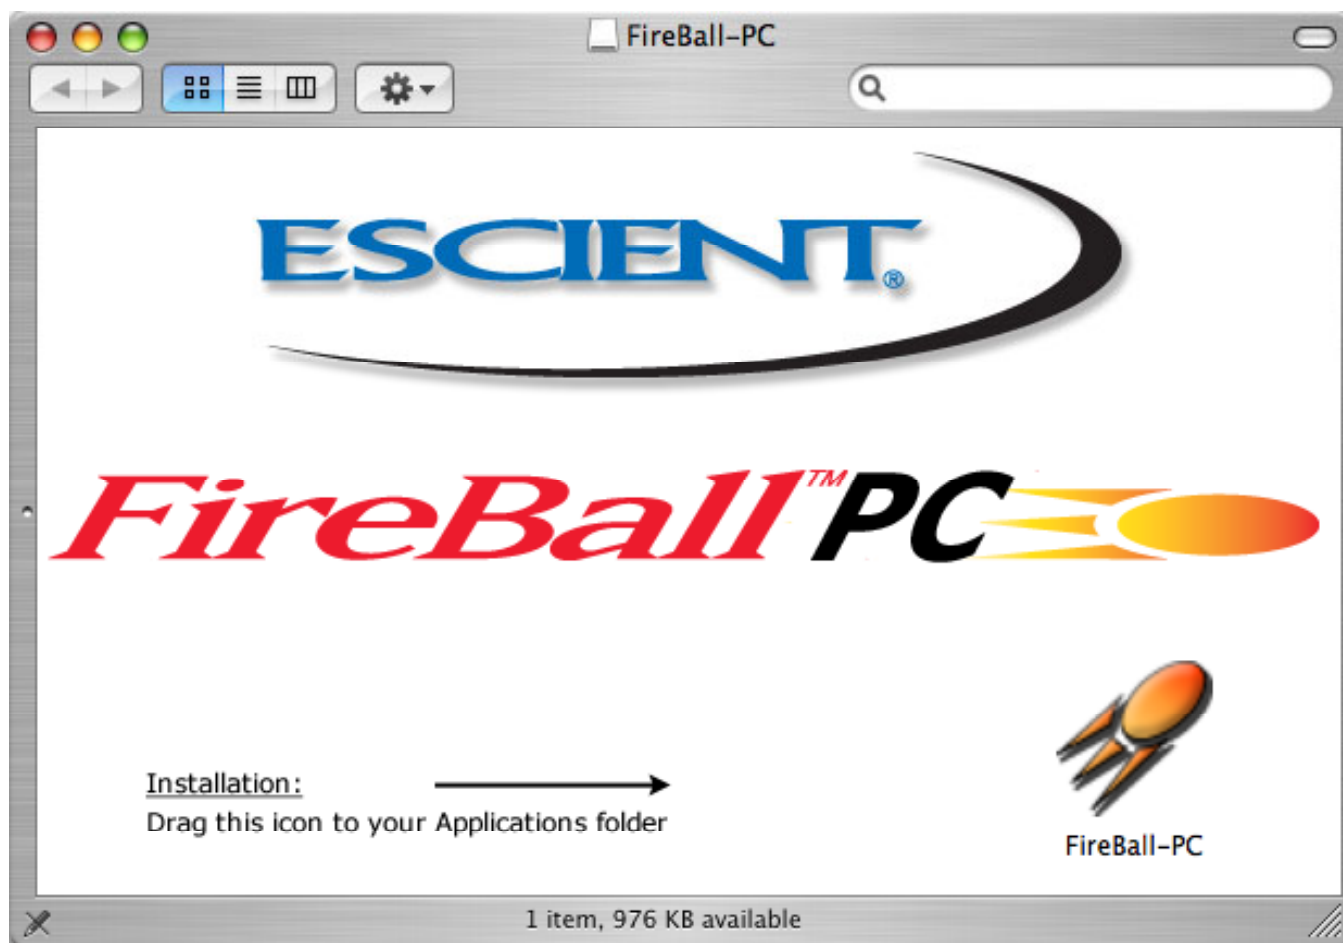 FireBall-PC
ESCIENT®
FireBall™PC
Installation:
Drag this icon to your Applications folder
FireBall-PC
1 item, 976 KB available